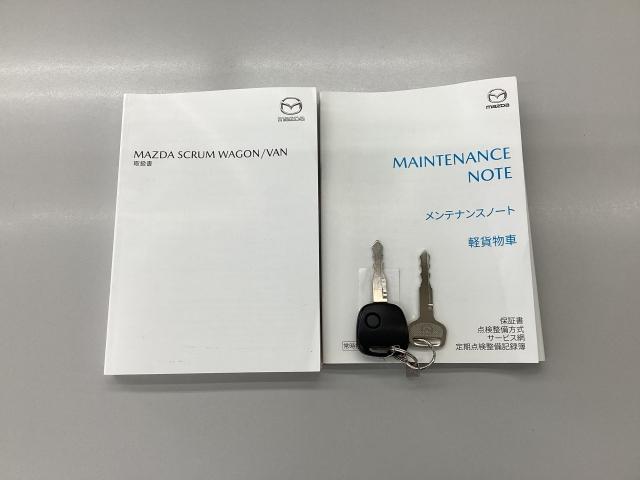 mazda
MAZDA SCRUM WAGON/VAN
取扱書
mazda
MAINTENANCE
NOTE
メンテナンスノート
軽貨物車
保証書
点検整備方式
サービス網
定期点検整備記録簿
常時